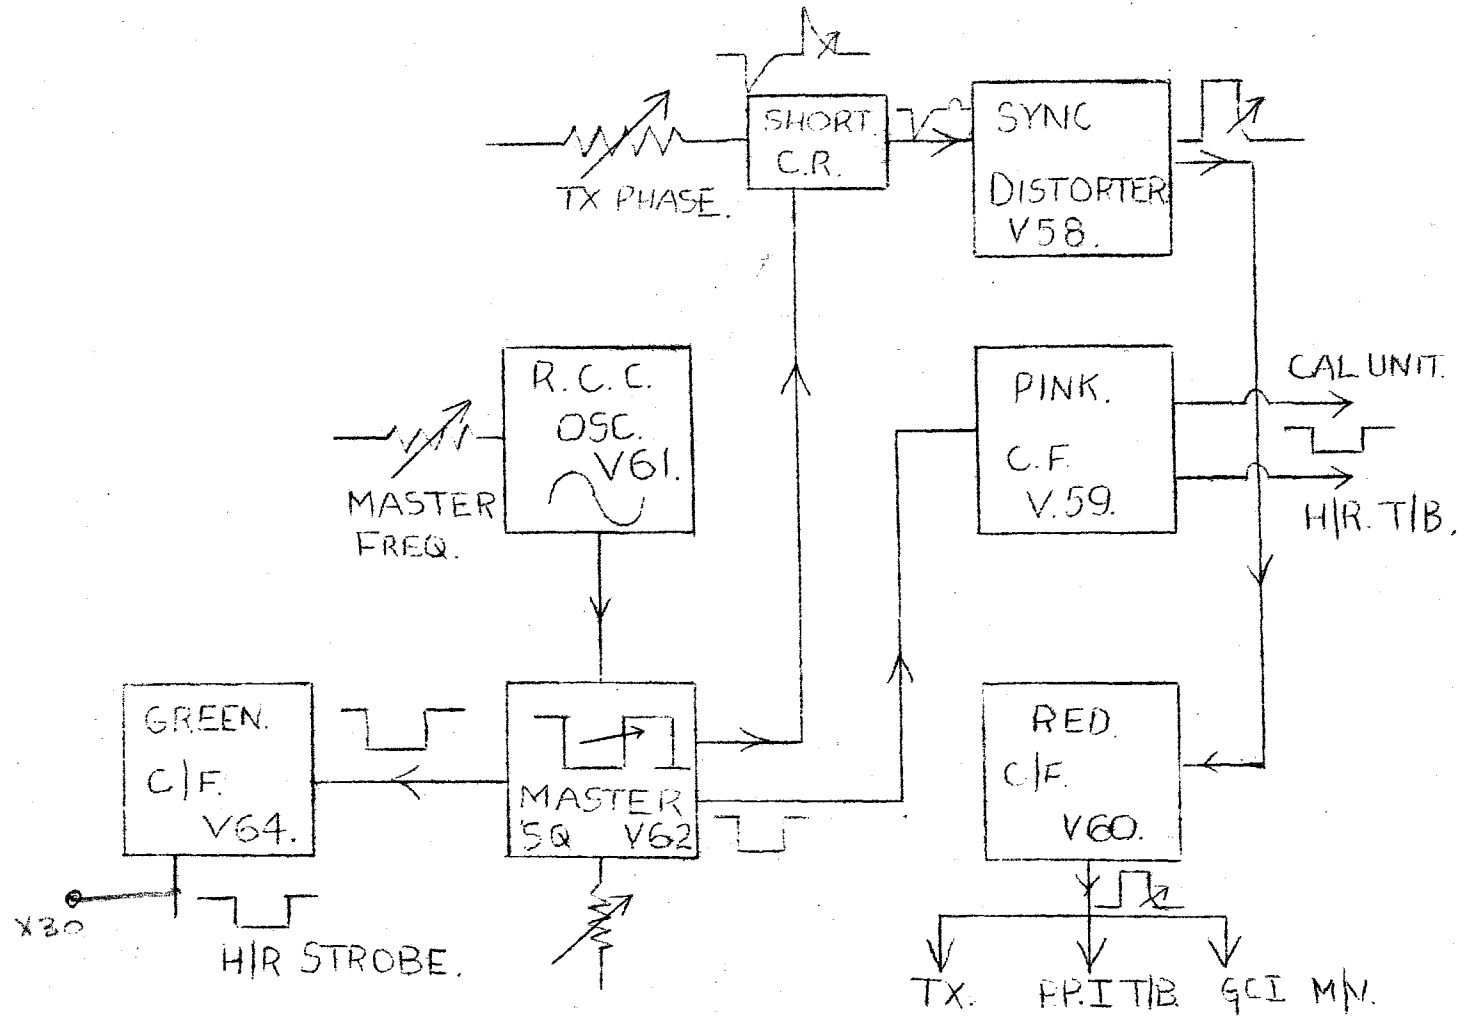 SHORT.
C.R.
SYNC
DISTORTER
V58.
TX PHASE.
R.C.C.
OSC.
V61.
MASTER
FREQ.
PINK.
C.F.
V.59.
CAL UNIT.
H/R. T/B.
GREEN.
C/F.
V64.
X30
H/R STROBE.
MASTER
SQ V62
RED.
C/F.
V60.
TX. P.P.I T/B GCI M/V.